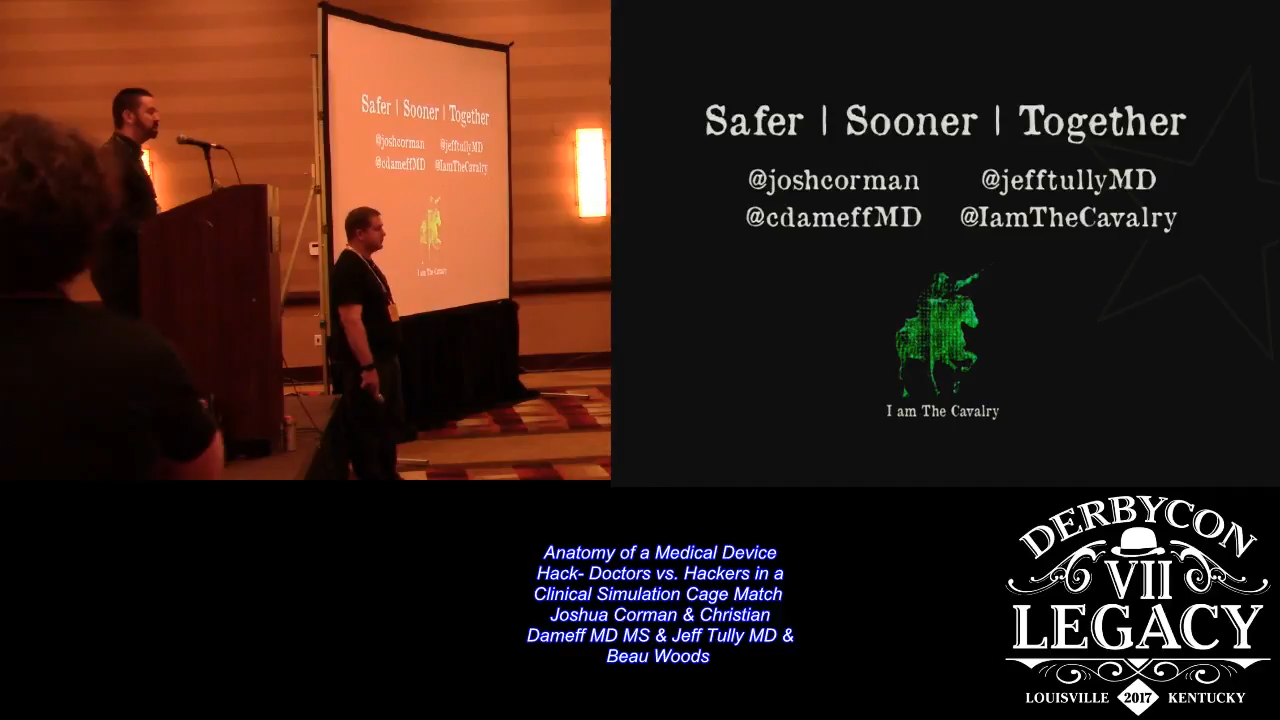 Safer | Sooner | Together
@joshcorman @jefftullyMD
@cdameffMD @IamTheCavalry
I am The Cavalry
Safer | Sooner | Together
@joshcorman @jefftullyMD
@cdameffMD @IamTheCavalry
I am The Cavalry
Anatomy of a Medical Device
Hack- Doctors vs. Hackers in a
Clinical Simulation Cage Match
Joshua Corman & Christian
Dameff MD MS & Jeff Tully MD &
Beau Woods
DERBYCON
VII
LEGACY
LOUISVILLE 2017 KENTUCKY